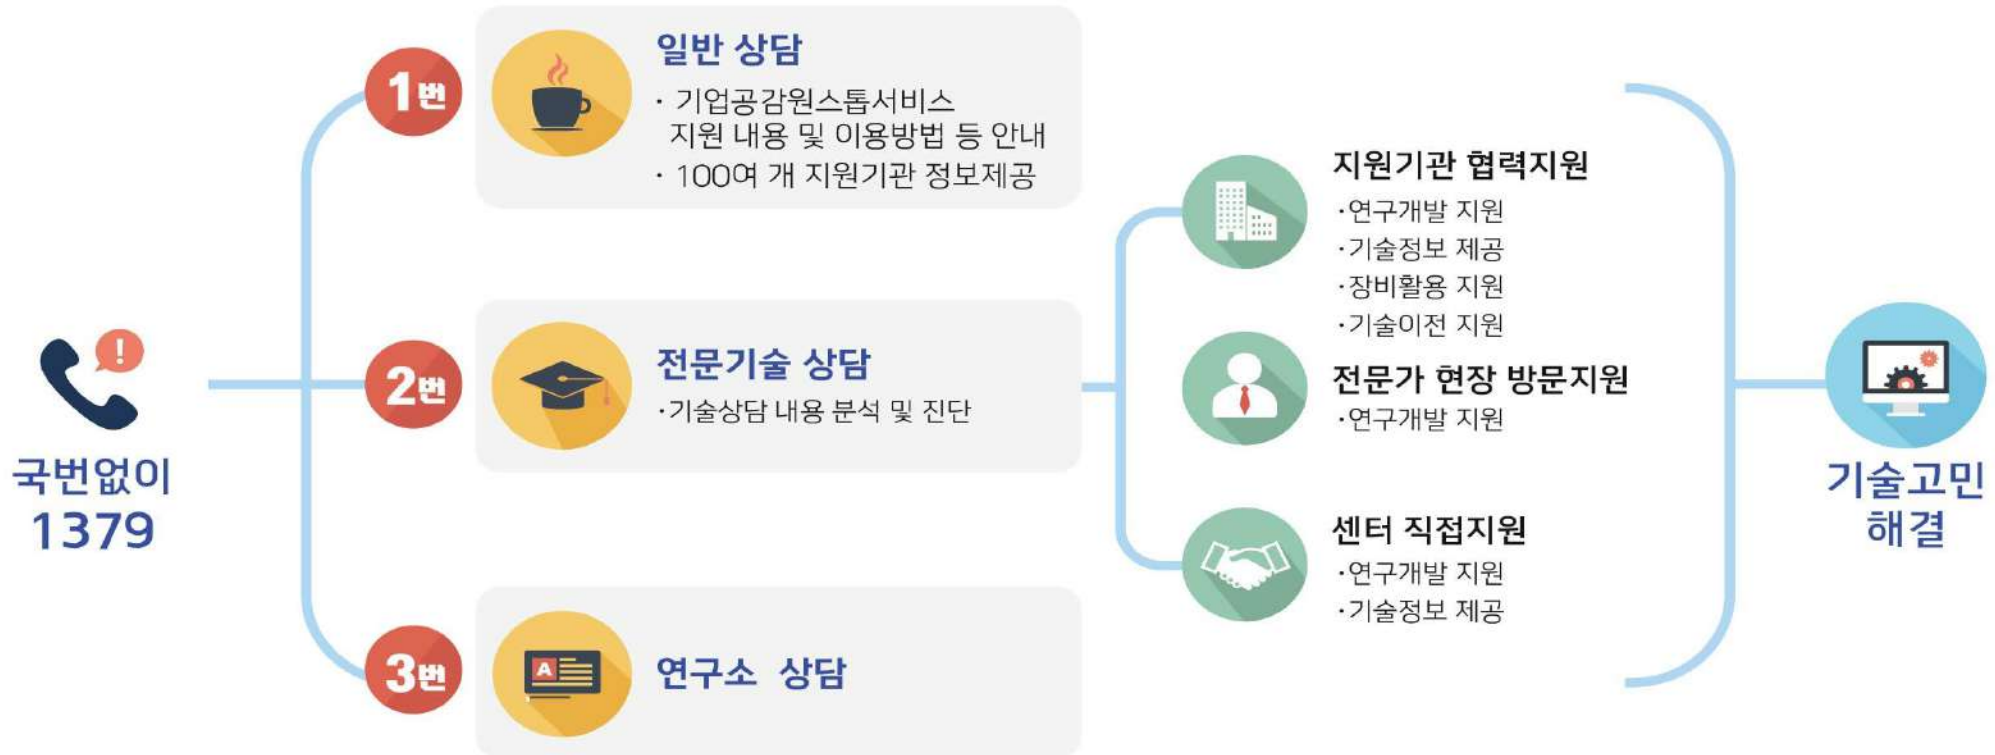 국번없이
1379
1번
일반 상담
· 기업공감원스톱서비스
지원 내용 및 이용방법 등 안내
· 100여 개 지원기관 정보제공
2번
전문기술 상담
·기술상담 내용 분석 및 진단
3번
A
연구소 상담
지원기관 협력지원
·연구개발 지원
·기술정보 제공
·장비활용 지원
·기술이전 지원
전문가 현장 방문지원
·연구개발 지원
센터 직접지원
·연구개발 지원
·기술정보 제공
기술고민
해결